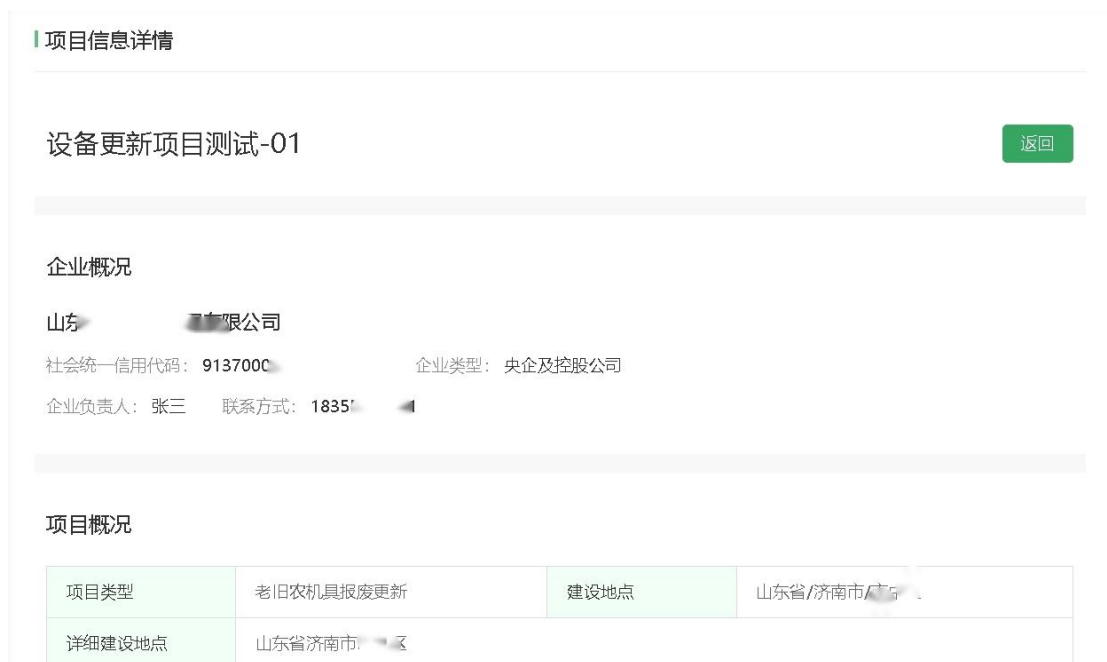 项目信息详情
设备更新项目测试-01
返回
企业概况
山东 限公司
社会统一信用代码： 9137000 企业类型： 央企及控股公司
企业负责人： 张三 联系方式： 1835
项目概况
项目类型 老旧农机具报废更新 建设地点 山东省/济南市/
详细建设地点 山东省济南市 区